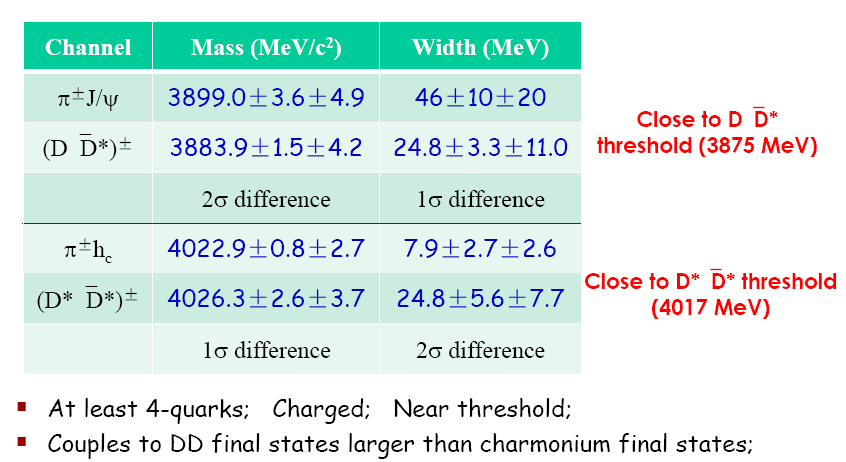 Channel Mass (MeV/c²) Width (MeV)
π±J/ψ 3899.0±3.6±4.9 46±10±20
(D D̅*)± 3883.9±1.5±4.2 24.8±3.3±11.0
2σ difference 1σ difference
Close to D D̅*
threshold (3875 MeV)
π±h_c 4022.9±0.8±2.7 7.9±2.7±2.6
(D* D̅*)± 4026.3±2.6±3.7 24.8±5.6±7.7
1σ difference 2σ difference
Close to D* D̅* threshold
(4017 MeV)
▪ At least 4-quarks; Charged; Near threshold;
▪ Couples to DD final states larger than charmonium final states;